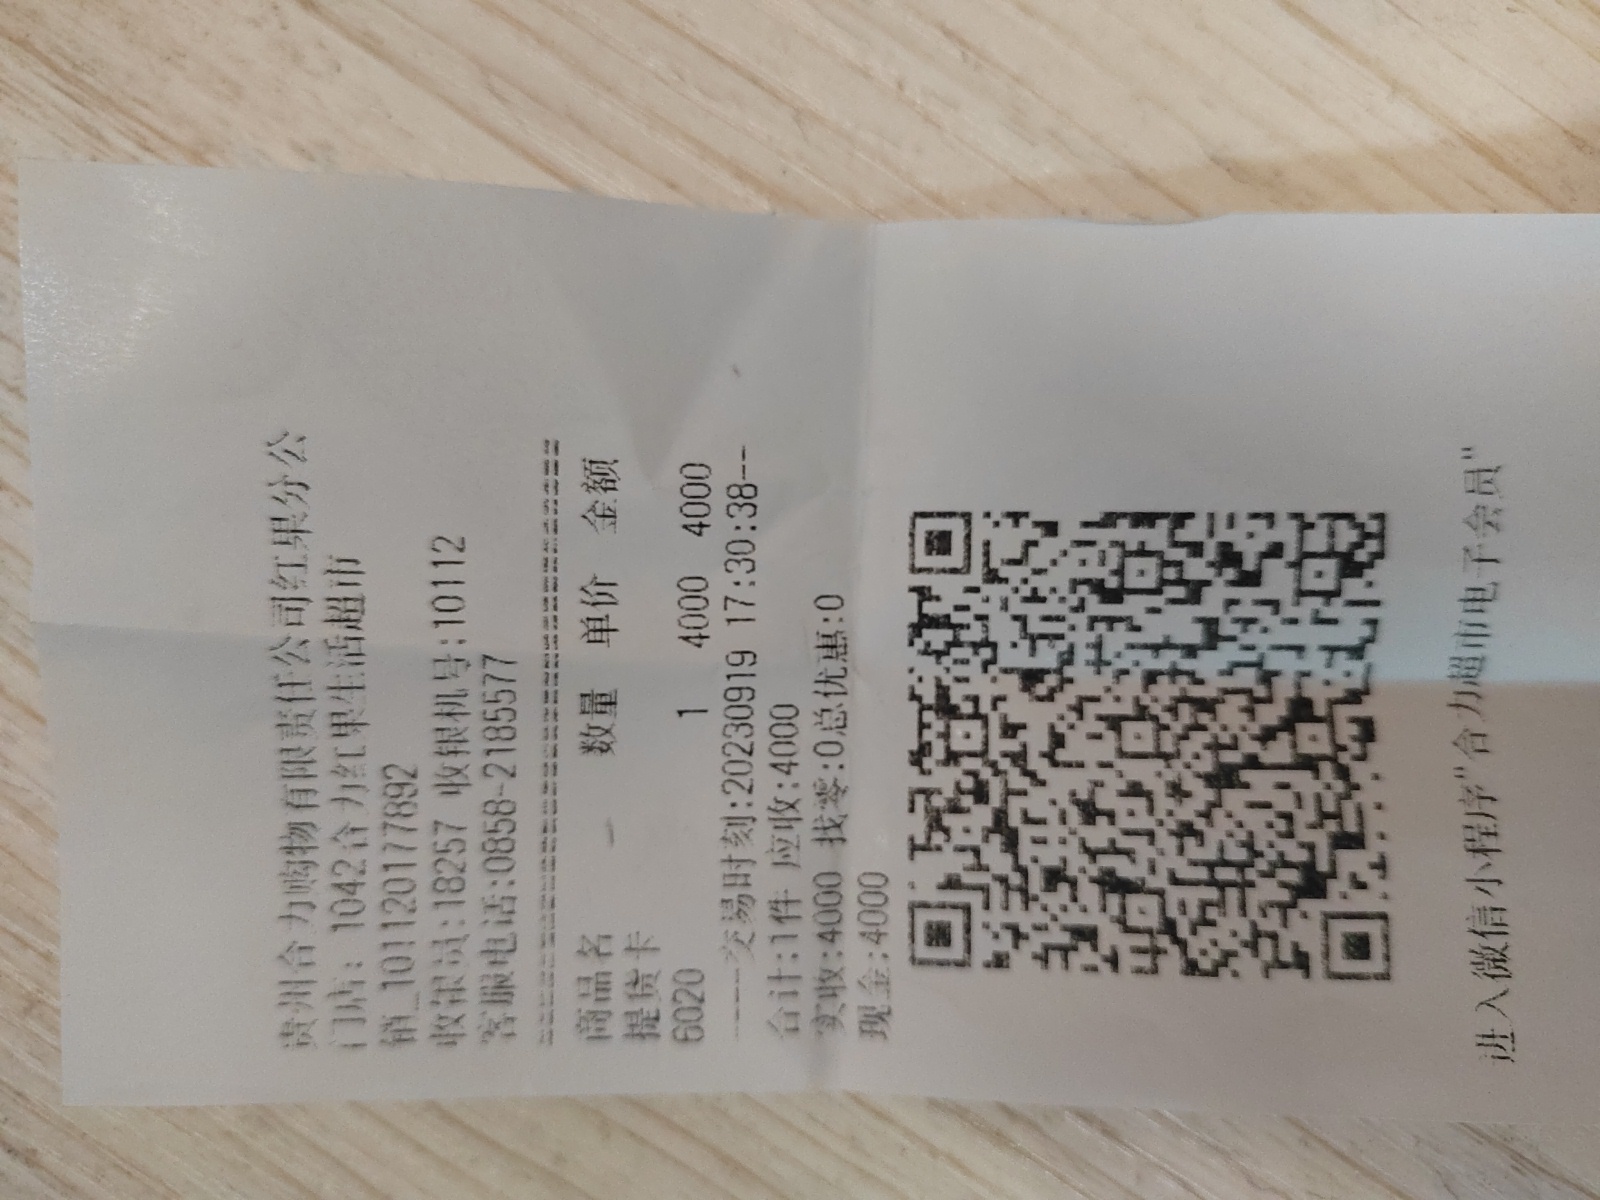 贵州合力购物有限责任公司红果分公
门店: 1042合力红果生活超市
销_101120177892
收银员:18257 收银机号:10112
客服电话:0858-2185577
商品名 数量 单价 金额
提货卡
6020 1 4000 4000
----交易时刻:20230919 17:30:38--
合计:1件 应收:4000
实收:4000 找零:0总优惠:0
现金:4000
进入微信小程序"合力超市电子会员"